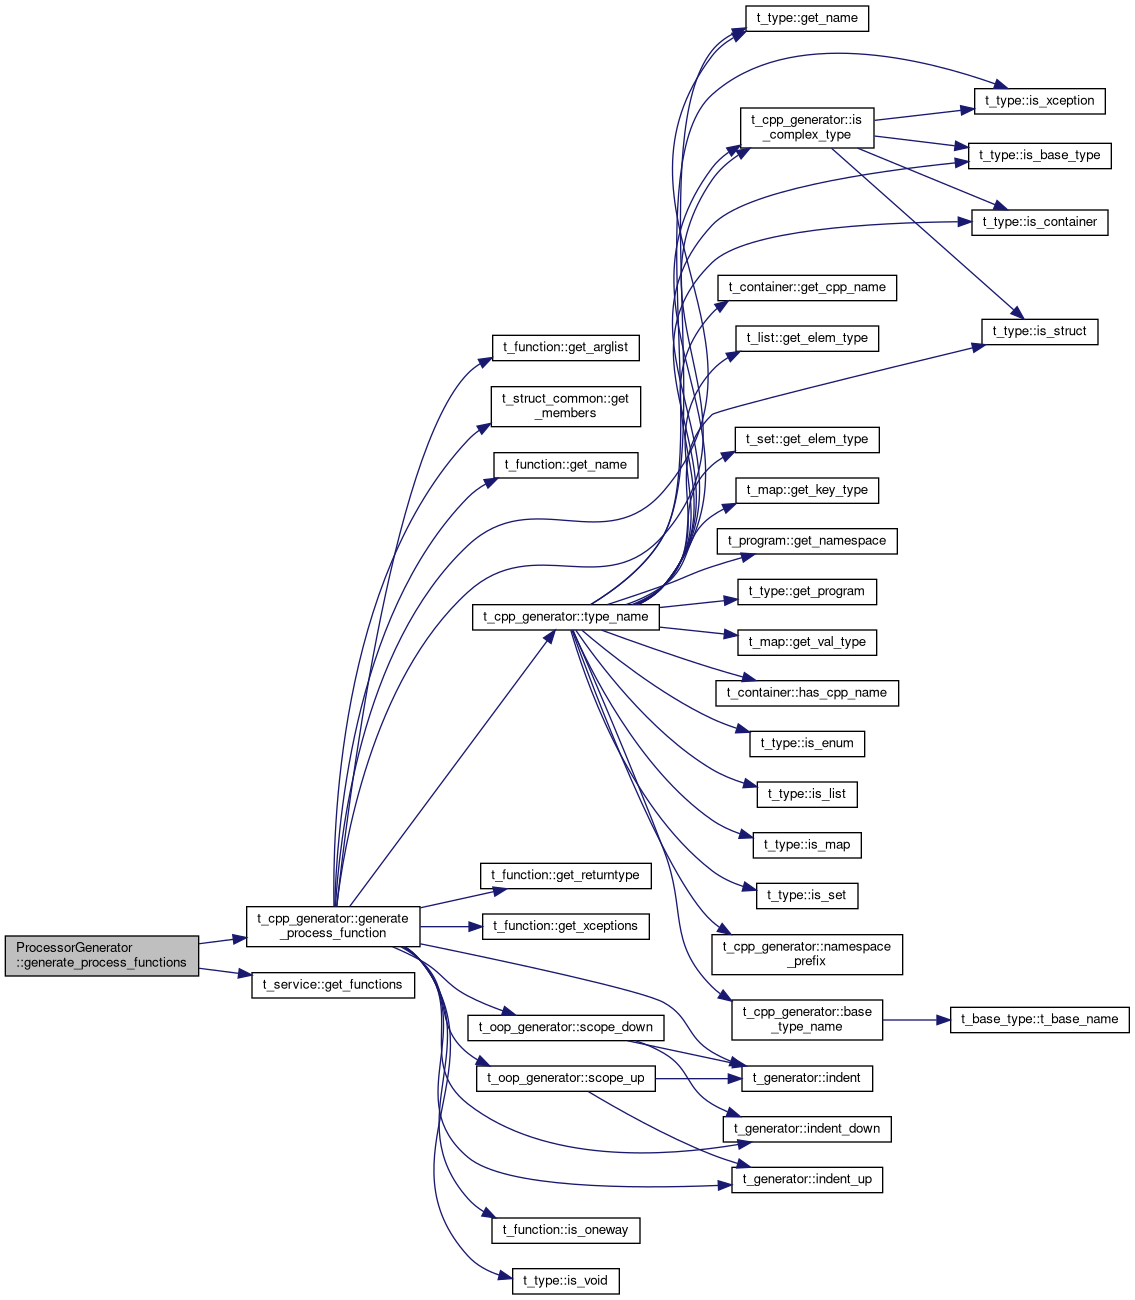 t_type::get_name
t_type::is_xception
t_cpp_generator::is
_complex_type
t_type::is_base_type
t_type::is_container
t_container::get_cpp_name
t_type::is_struct
t_list::get_elem_type
t_function::get_arglist
t_struct_common::get
_members
t_set::get_elem_type
t_function::get_name
t_map::get_key_type
t_program::get_namespace
t_type::get_program
t_cpp_generator::type_name
t_map::get_val_type
t_container::has_cpp_name
t_type::is_enum
t_type::is_list
t_type::is_map
t_function::get_returntype
t_type::is_set
t_cpp_generator::generate
_process_function
t_function::get_xceptions
ProcessorGenerator
::generate_process_functions
t_cpp_generator::namespace
_prefix
t_service::get_functions
t_cpp_generator::base
_type_name
t_base_type::t_base_name
t_oop_generator::scope_down
t_oop_generator::scope_up
t_generator::indent
t_generator::indent_down
t_generator::indent_up
t_function::is_oneway
t_type::is_void